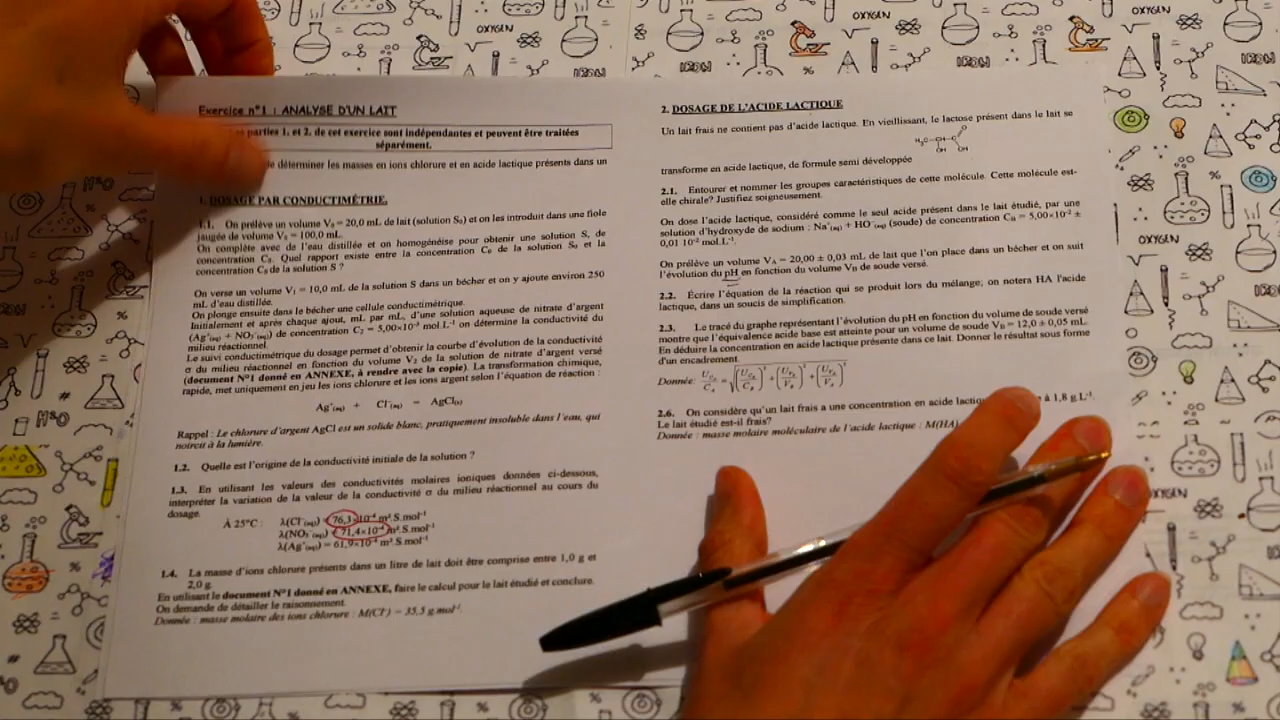 Exercice n°1 : ANALYSE D'UN LAIT
parties 1. et 2. de cet exercice sont indépendantes et peuvent être traitées
séparément.
de déterminer les masses en ions chlorure et en acide lactique présents dans un
1. DOSAGE PAR CONDUCTIMÉTRIE.
1.1. On prélève un volume V₀ = 20,0 mL de lait (solution S₀) et on les introduit dans une fiole
jaugée de volume Vₛ = 100,0 mL.
On complète avec de l'eau distillée et on homogénéise pour obtenir une solution S, de
concentration Cₛ. Quel rapport existe entre la concentration C₀ de la solution S₀ et la
concentration Cₛ de la solution S ?
On verse un volume V₁ = 10,0 mL de la solution S dans un bécher et on y ajoute environ 250
mL d'eau distillée.
On plonge ensuite dans le bécher une cellule conductimétrique.
Initialement et après chaque ajout, mL par mL, d'une solution aqueuse de nitrate d'argent
(Ag⁺(aq) + NO₃⁻(aq)) de concentration C₂ = 5,00×10⁻³ mol.L⁻¹ on détermine la conductivité du
milieu réactionnel.
Le suivi conductimétrique du dosage permet d'obtenir la courbe d'évolution de la conductivité
σ du milieu réactionnel en fonction du volume V₂ de la solution de nitrate d'argent versé
(document N°1 donné en ANNEXE, à rendre avec la copie). La transformation chimique,
rapide, met uniquement en jeu les ions chlorure et les ions argent selon l'équation de réaction :
Ag⁺(aq) + Cl⁻(aq) = AgCl(s)
Rappel : Le chlorure d'argent AgCl est un solide blanc, pratiquement insoluble dans l'eau, qui
noircit à la lumière.
1.2. Quelle est l'origine de la conductivité initiale de la solution ?
1.3. En utilisant les valeurs des conductivités molaires ioniques données ci-dessous,
interpréter la variation de la valeur de la conductivité σ du milieu réactionnel au cours du
dosage.
À 25°C : λ(Cl⁻(aq)) = 76,3×10⁻⁴ m².S.mol⁻¹
λ(NO₃⁻(aq)) = 71,4×10⁻⁴ m².S.mol⁻¹
λ(Ag⁺(aq)) = 61,9×10⁻⁴ m².S.mol⁻¹
1.4. La masse d'ions chlorure présents dans un litre de lait doit être comprise entre 1,0 g et
2,0 g.
En utilisant le document N°1 donné en ANNEXE, faire le calcul pour le lait étudié et conclure.
On demande de détailler le raisonnement.
Donnée : masse molaire des ions chlorure : M(Cl⁻) = 35,5 g.mol⁻¹.
2. DOSAGE DE L'ACIDE LACTIQUE
Un lait frais ne contient pas d'acide lactique. En vieillissant, le lactose présent dans le lait se
H₃C—CH—C O OH OH
transforme en acide lactique, de formule semi développée
2.1. Entourer et nommer les groupes caractéristiques de cette molécule. Cette molécule est-
elle chirale? Justifiez soigneusement.
On dose l'acide lactique, considéré comme le seul acide présent dans le lait étudié, par une
solution d'hydroxyde de sodium : Na⁺(aq) + HO⁻(aq) (soude) de concentration C_B = 5,00×10⁻² ±
0,01 10⁻² mol.L⁻¹.
On prélève un volume V_A = 20,00 ± 0,03 mL de lait que l'on place dans un bécher et on suit
l'évolution du pH en fonction du volume V_B de soude versé.
2.2. Écrire l'équation de la réaction qui se produit lors du mélange; on notera HA l'acide
lactique, dans un soucis de simplification.
2.3. Le tracé du graphe représentant l'évolution du pH en fonction du volume de soude versé
montre que l'équivalence acide base est atteinte pour un volume de soude V_B = 12,0 ± 0,05 mL.
En déduire la concentration en acide lactique présente dans ce lait. Donner le résultat sous forme
d'un encadrement.
Donnée: U_CA/C_A = √((U_CB/C_B)² + (U_VB/V_B)² + (U_VA/V_A)²)
2.6. On considère qu'un lait frais a une concentration en acide à 1,8 g.L⁻¹.
Le lait étudié est-il frais?
Donnée : masse molaire moléculaire de l'acide lactique : M(HA)
OXYGEN
OXYGEN
OXYGEN
OXYGEN